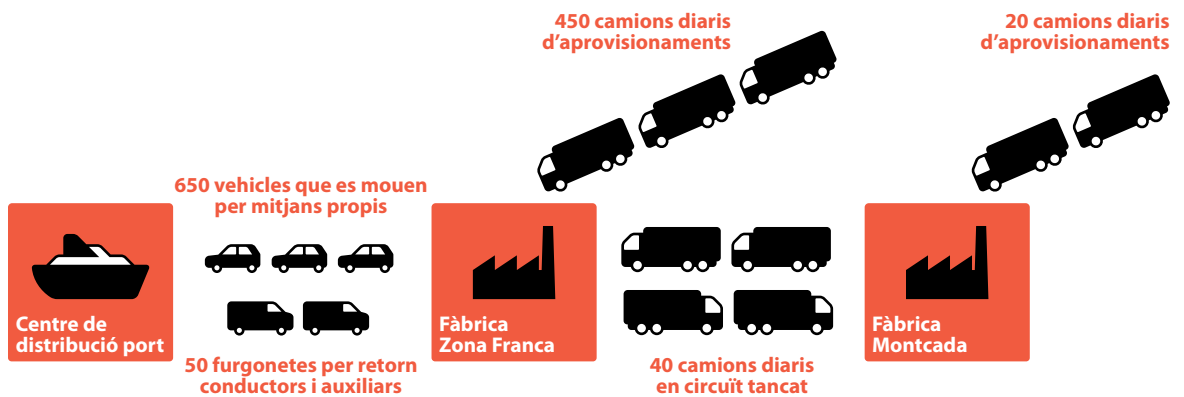 450 camions diaris
d’aprovisionaments
20 camions diaris
d’aprovisionaments
650 vehicles que es mouen
per mitjans propis
Centre de
distribució port
Fàbrica
Zona Franca
Fàbrica
Montcada
50 furgonetes per retorn
conductors i auxiliars
40 camions diaris
en circuït tancat